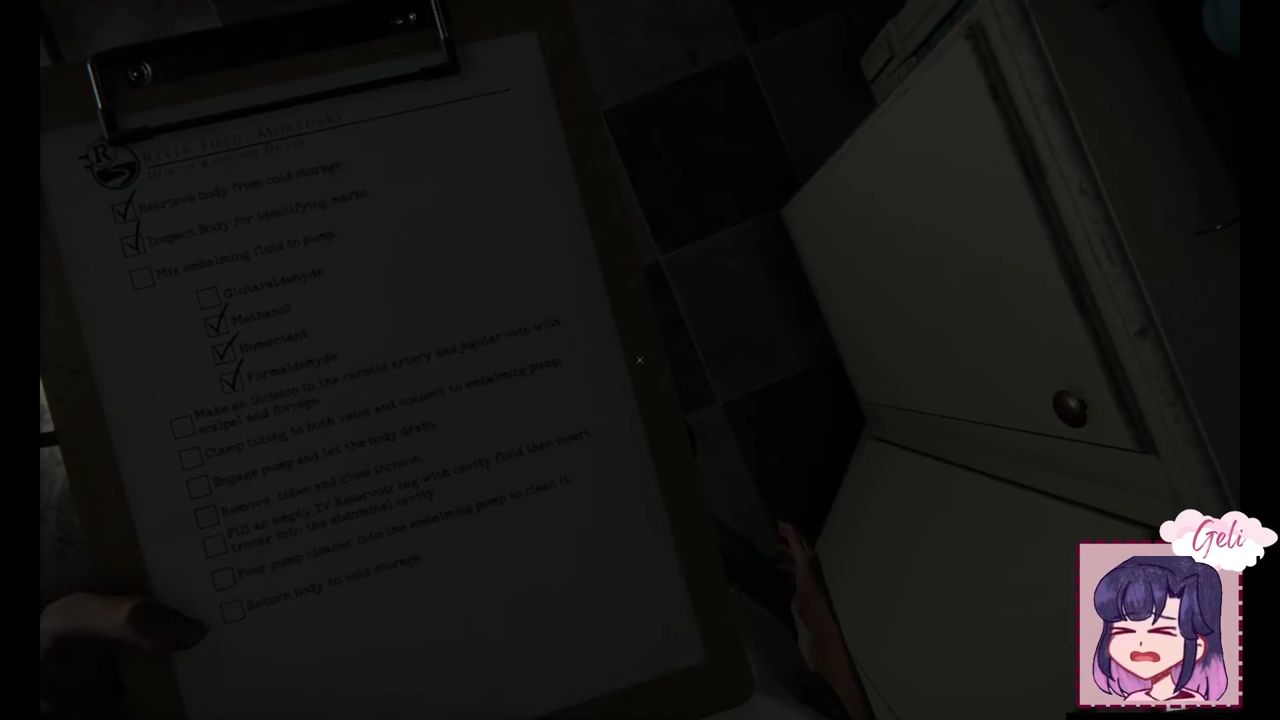 RIVER FIELDS MORTUARY
Retrieve body from cold storage
Inspect Body for identifying marks
Mix embalming fluid in pump
Glutaraldehyde
Methanol
Humectant
Formaldehyde
Make an incision in the carotid artery and jugular vein with
scalpel and forceps.
Clamp tubing to both veins and connect to embalming pump.
Engage pump and let the body drain.
Remove tubes and close incision.
Fill an empty IV Reservoir bag with cavity fluid then insert
trocar into the abdominal cavity.
Pour pump cleaner into the embalming pump to clean it.
Return body to cold storage
Geli